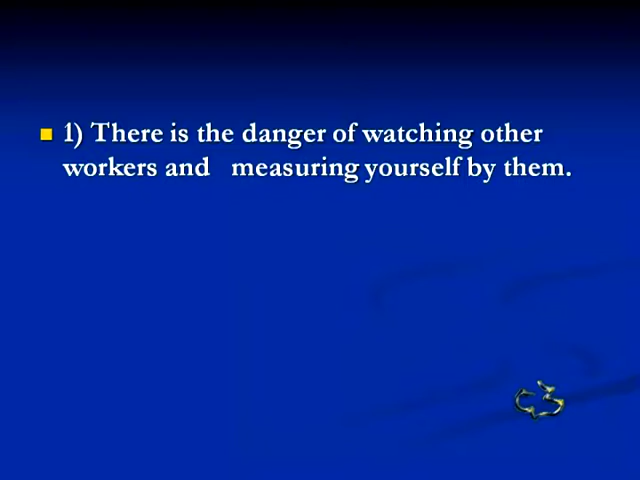 1) There is the danger of watching other
workers and   measuring yourself by them.